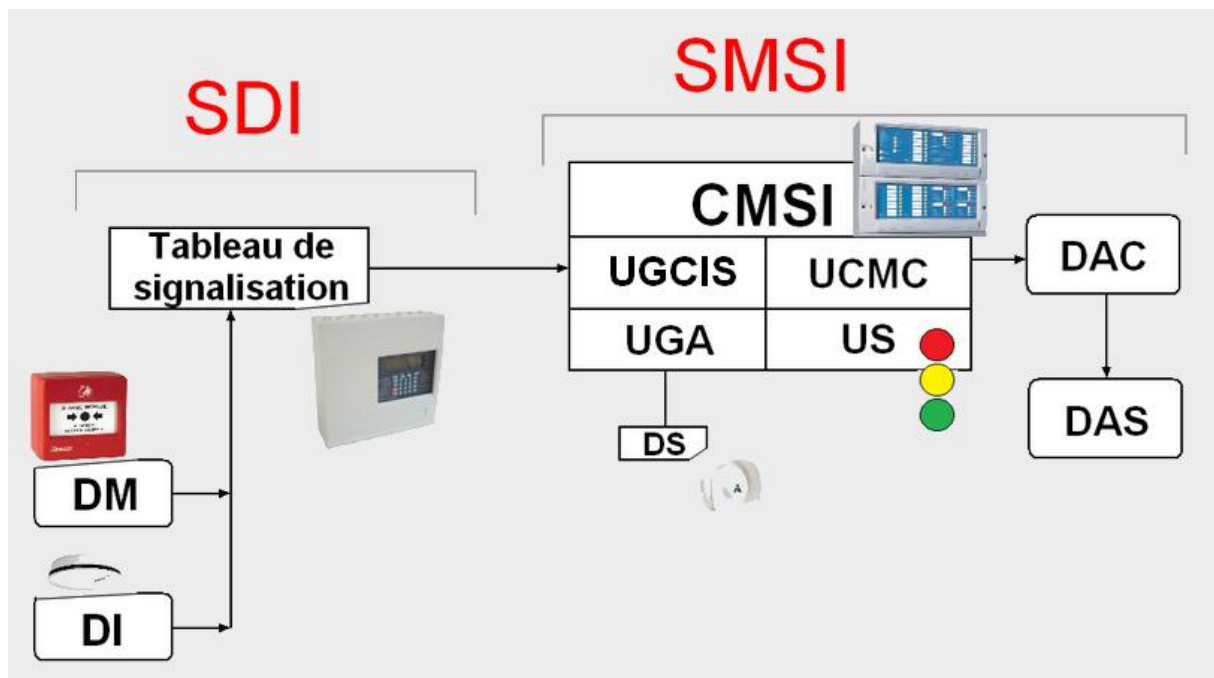 SDI
SMSI
Tableau de
signalisation
CMSI
UGCIS
UCMC
UGA
US
DS
DAC
DAS
DM
DI